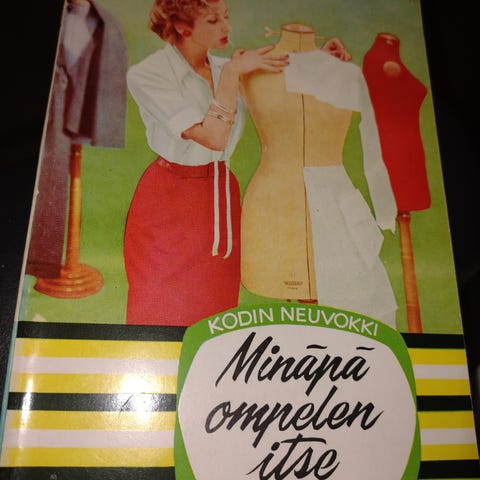 KODIN NEUVOKKI
Minäpä
ompelen
itse